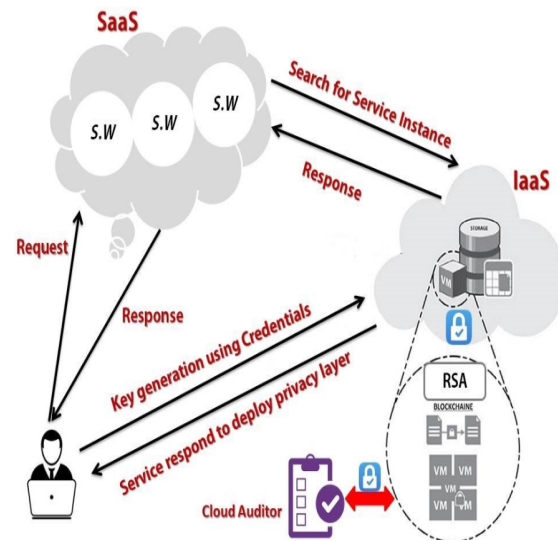 SaaS
S.W
S.W
S.W
Search for Service Instance
Response
IaaS
STORAGE
VM
Request
Response
Key generation using Credentials
Service respond to deploy privacy layer
RSA
BLOCKCHAINE
VM
VM
VM
VM
M
Cloud Auditor